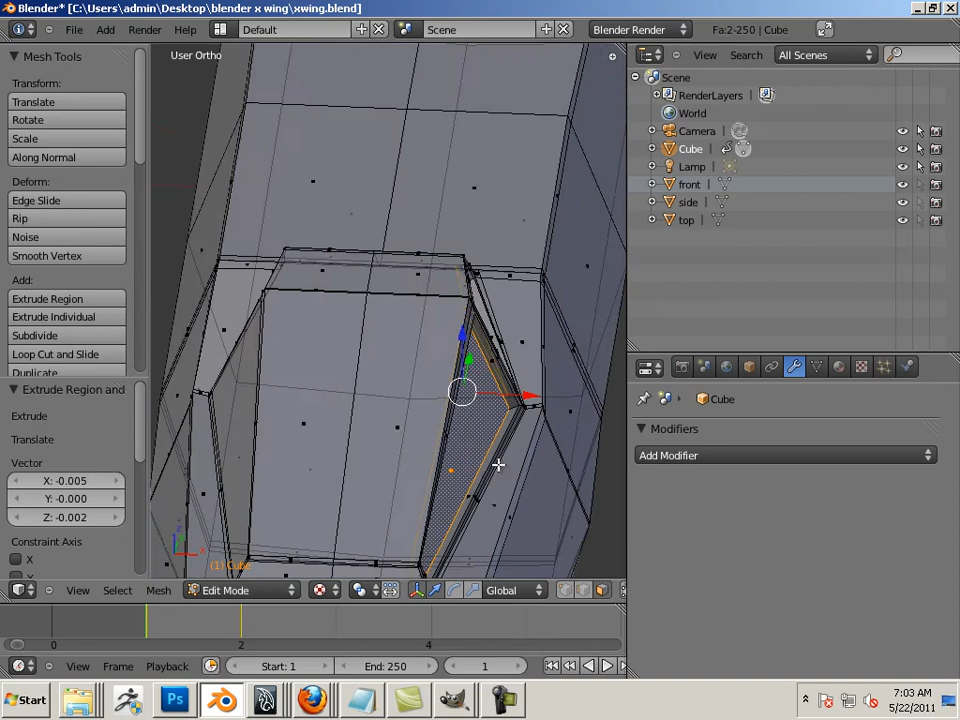 Blender* [C:\Users\admin\Desktop\blender x wing\xwing.blend]
File Add Render Help Default Scene Blender Render Fa:2-250 | Cube
Mesh Tools
Transform:
Translate
Rotate
Scale
Along Normal
Deform:
Edge Slide
Rip
Noise
Smooth Vertex
Add:
Extrude Region
Extrude Individual
Subdivide
Loop Cut and Slide
Duplicate
Extrude Region and
Extrude
Translate
Vector
X: -0.005
Y: -0.000
Z: -0.002
Constraint Axis
X
User Ortho
z
x
(1) Cube
View Search All Scenes
Scene
RenderLayers
World
Camera
Cube
Lamp
front
side
top
Cube
Modifiers
Add Modifier
View Select Mesh Edit Mode Global
0 2 4
View Frame Playback Start: 1 End: 250 1
Start Ps 7:03 AM
5/22/2011